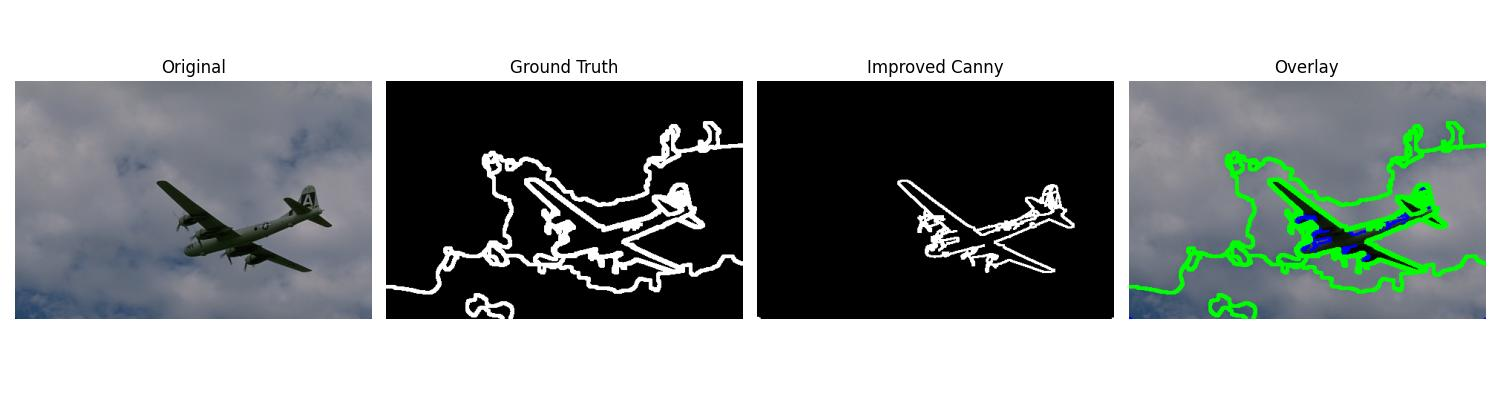 Original
Ground Truth
Improved Canny
Overlay
A